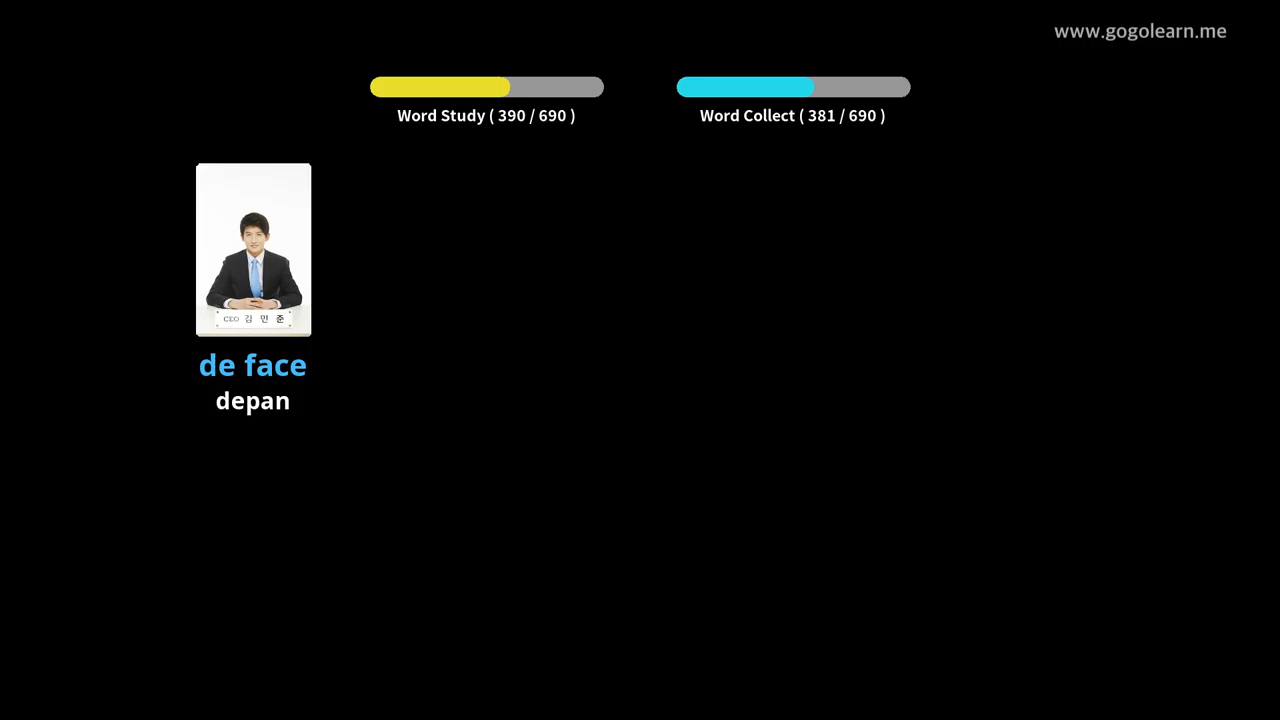 www.gogolearn.me
Word Study ( 390 / 690 )
Word Collect ( 381 / 690 )
CEO 김 민 준
de face
depan